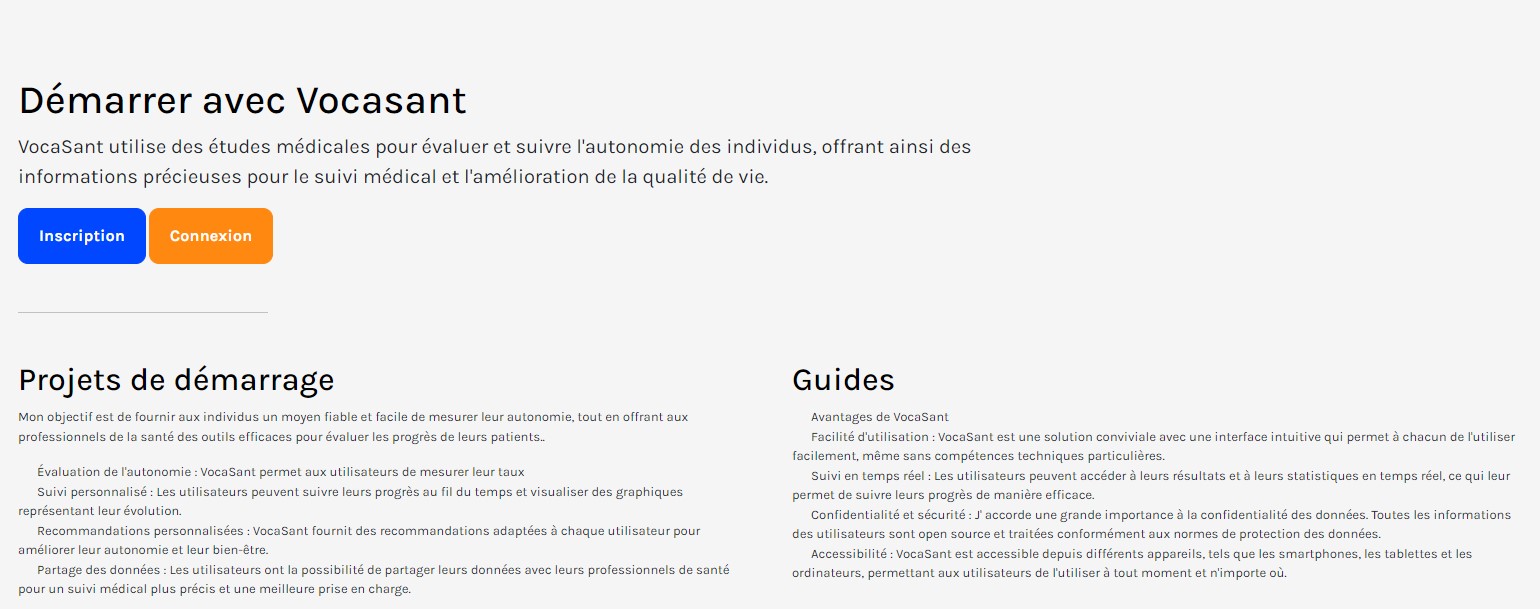 Démarrer avec Vocasant
VocaSant utilise des études médicales pour évaluer et suivre l'autonomie des individus, offrant ainsi des
informations précieuses pour le suivi médical et l'amélioration de la qualité de vie.
Inscription Connexion
Projets de démarrage
Mon objectif est de fournir aux individus un moyen fiable et facile de mesurer leur autonomie, tout en offrant aux
professionnels de la santé des outils efficaces pour évaluer les progrès de leurs patients..
Évaluation de l'autonomie : VocaSant permet aux utilisateurs de mesurer leur taux
Suivi personnalisé : Les utilisateurs peuvent suivre leurs progrès au fil du temps et visualiser des graphiques
représentant leur évolution.
Recommandations personnalisées : VocaSant fournit des recommandations adaptées à chaque utilisateur pour
améliorer leur autonomie et leur bien-être.
Partage des données : Les utilisateurs ont la possibilité de partager leurs données avec leurs professionnels de santé
pour un suivi médical plus précis et une meilleure prise en charge.
Guides
Avantages de VocaSant
Facilité d'utilisation : VocaSant est une solution conviviale avec une interface intuitive qui permet à chacun de l'utiliser
facilement, même sans compétences techniques particulières.
Suivi en temps réel : Les utilisateurs peuvent accéder à leurs résultats et à leurs statistiques en temps réel, ce qui leur
permet de suivre leurs progrès de manière efficace.
Confidentialité et sécurité : J' accorde une grande importance à la confidentialité des données. Toutes les informations
des utilisateurs sont open source et traitées conformément aux normes de protection des données.
Accessibilité : VocaSant est accessible depuis différents appareils, tels que les smartphones, les tablettes et les
ordinateurs, permettant aux utilisateurs de l'utiliser à tout moment et n'importe où.